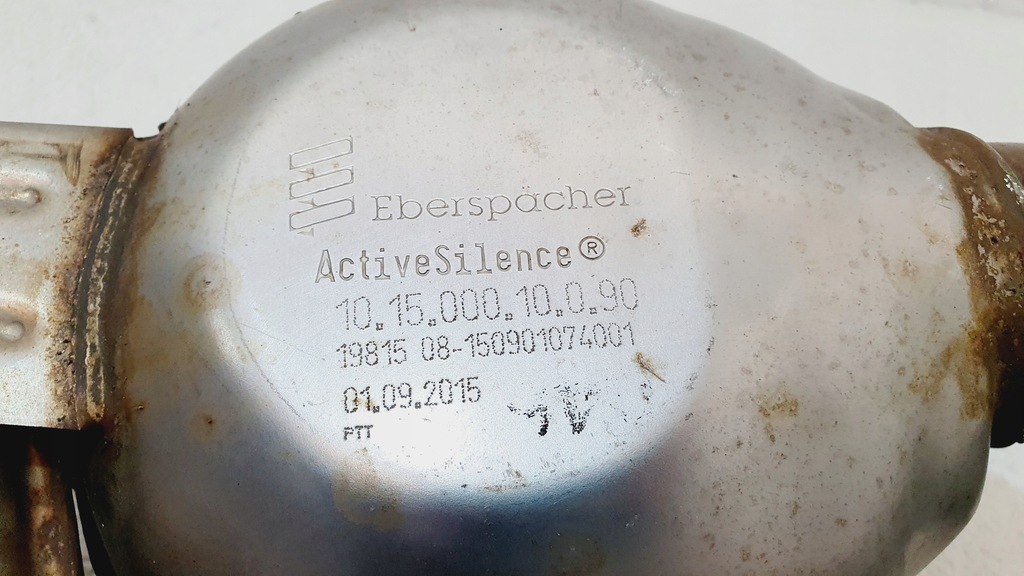 Eberspächer
ActiveSilence®
10.15.000.10.0.90
19815 08-150901074001
01.09.2015
PTT